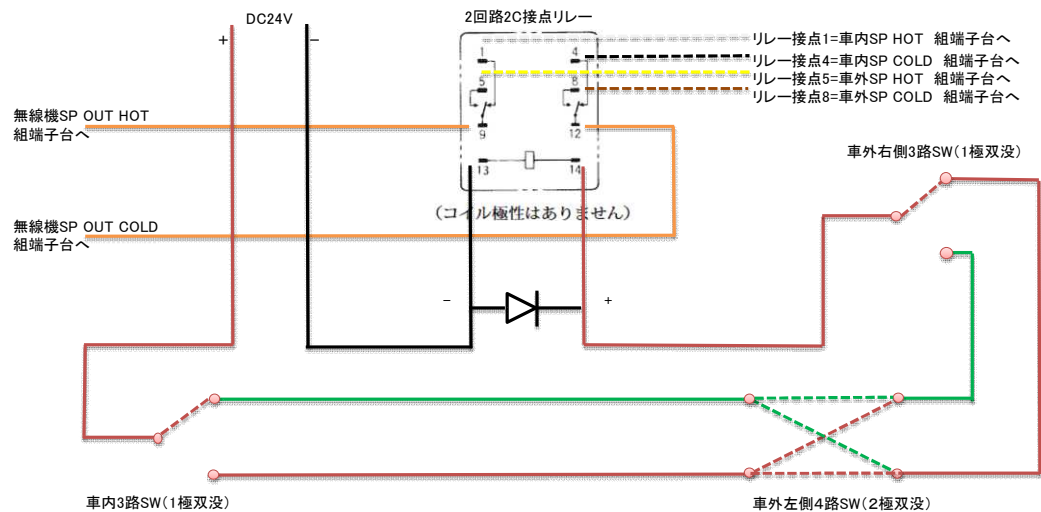 DC24V
+
−
2回路2C接点リレー
1
4
5
8
9
12
13
14
(コイル極性はありません)
リレー接点1=車内SP HOT 組端子台へ
リレー接点4=車内SP COLD 組端子台へ
リレー接点5=車外SP HOT 組端子台へ
リレー接点8=車外SP COLD 組端子台へ
無線機SP OUT HOT
組端子台へ
無線機SP OUT COLD
組端子台へ
車外右側3路SW(1極双没)
−
+
車内3路SW(1極双没)
車外左側4路SW(2極双没)